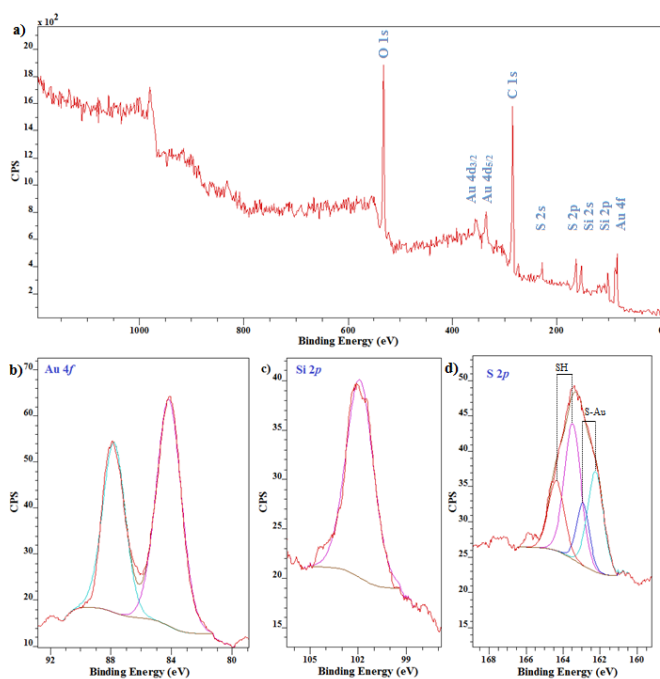 a)
x 10²
20
18
16
14
12
10
8
6
4
2
CPS
O 1s
Au 4d3/2
Au 4d5/2
C 1s
S 2s
S 2p
Si 2s
Si 2p
Au 4f
1000 800 600 400 200 0
Binding Energy (eV)
b) Au 4f
70
60
50
40
30
20
10
CPS
92 88 84 80
Binding Energy (eV)
c) Si 2p
40
35
30
25
20
15
CPS
105 102 99
Binding Energy (eV)
d) S 2p
SH
S-Au
50
45
40
35
30
25
20
15
CPS
168 166 164 162 160
Binding Energy (eV)